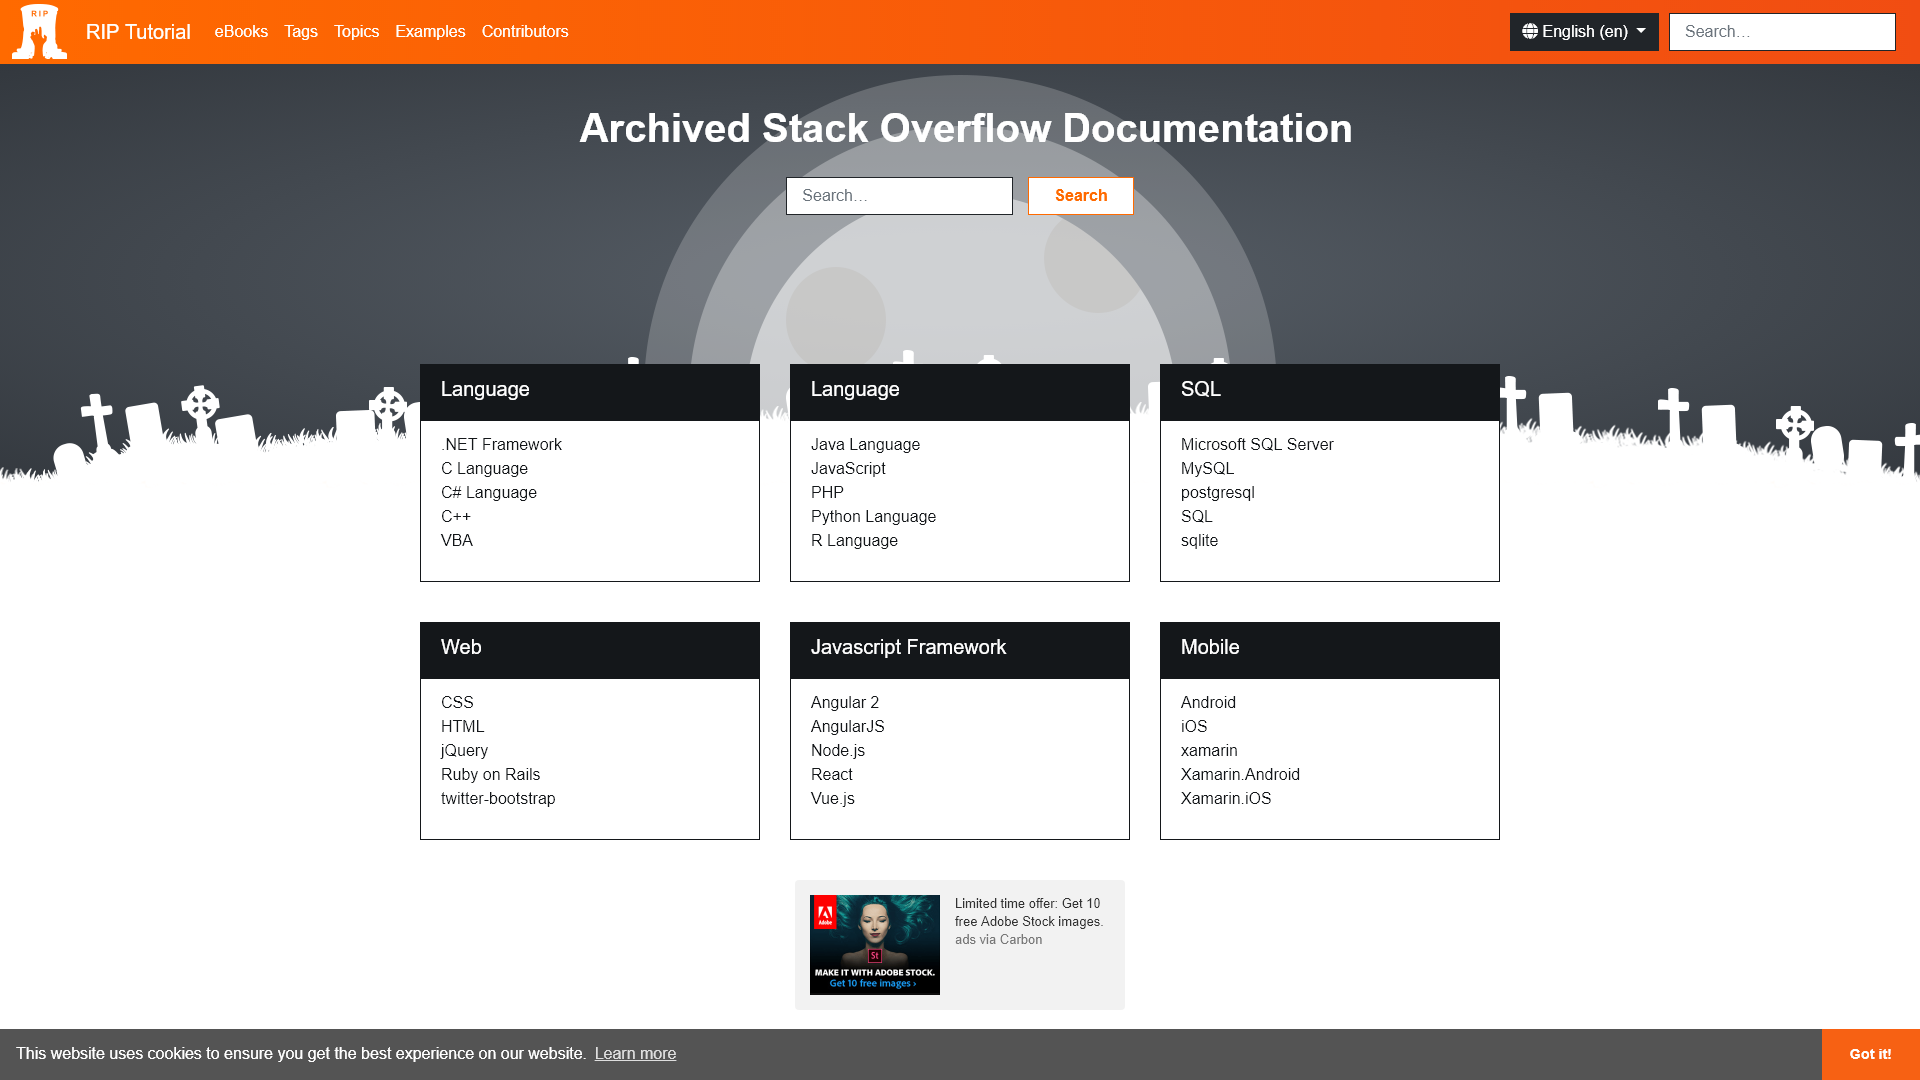 RIP
RIP Tutorial
eBooks
Tags
Topics
Examples
Contributors
English (en)
Search...
Archived Stack Overflow Documentation
Search...
Search
Language
.NET Framework
C Language
C# Language
C++
VBA
Language
Java Language
JavaScript
PHP
Python Language
R Language
SQL
Microsoft SQL Server
MySQL
postgresql
SQL
sqlite
Web
CSS
HTML
jQuery
Ruby on Rails
twitter-bootstrap
Javascript Framework
Angular 2
AngularJS
Node.js
React
Vue.js
Mobile
Android
iOS
xamarin
Xamarin.Android
Xamarin.iOS
Adobe
St
MAKE IT WITH ADOBE STOCK.
Get 10 free images ›
Limited time offer: Get 10
free Adobe Stock images.
ads via Carbon
This website uses cookies to ensure you get the best experience on our website. Learn more
Got it!